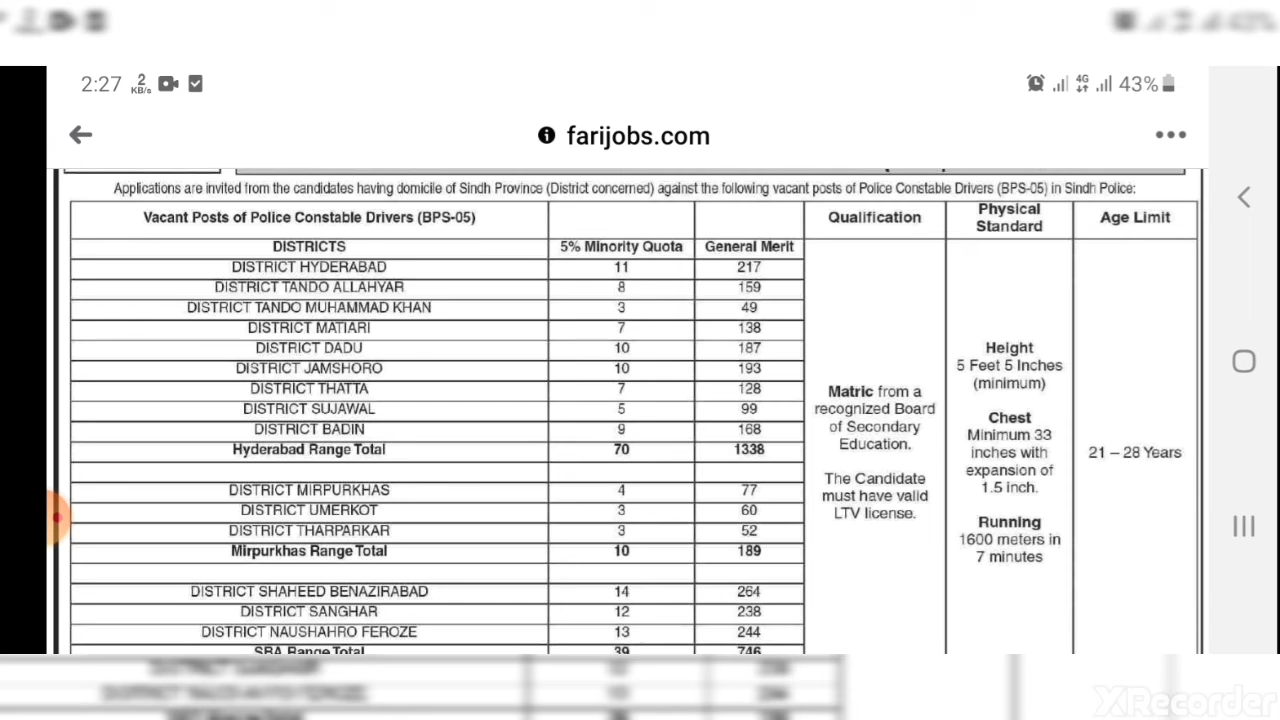 2:27 2 KB/s 4G 43%
farijobs.com
Applications are invited from the candidates having domicile of Sindh Province (District concerned) against the following vacant posts of Police Constable Drivers (BPS-05) in Sindh Police:
Vacant Posts of Police Constable Drivers (BPS-05) Qualification Physical Standard Age Limit
DISTRICTS 5% Minority Quota General Merit
DISTRICT HYDERABAD 11 217
DISTRICT TANDO ALLAHYAR 8 159
DISTRICT TANDO MUHAMMAD KHAN 3 49
DISTRICT MATIARI 7 138
DISTRICT DADU 10 187
DISTRICT JAMSHORO 10 193
DISTRICT THATTA 7 128
DISTRICT SUJAWAL 5 99
DISTRICT BADIN 9 168
Hyderabad Range Total 70 1338
DISTRICT MIRPURKHAS 4 77
DISTRICT UMERKOT 3 60
DISTRICT THARPARKAR 3 52
Mirpurkhas Range Total 10 189
DISTRICT SHAHEED BENAZIRABAD 14 264
DISTRICT SANGHAR 12 238
DISTRICT NAUSHAHRO FEROZE 13 244
SBA Range Total 39 746
Matric from a
recognized Board
of Secondary
Education.
The Candidate
must have valid
LTV license.
Height
5 Feet 5 Inches
(minimum)
Chest
Minimum 33
inches with
expansion of
1.5 inch.
Running
1600 meters in
7 minutes
21 – 28 Years
XRecorder